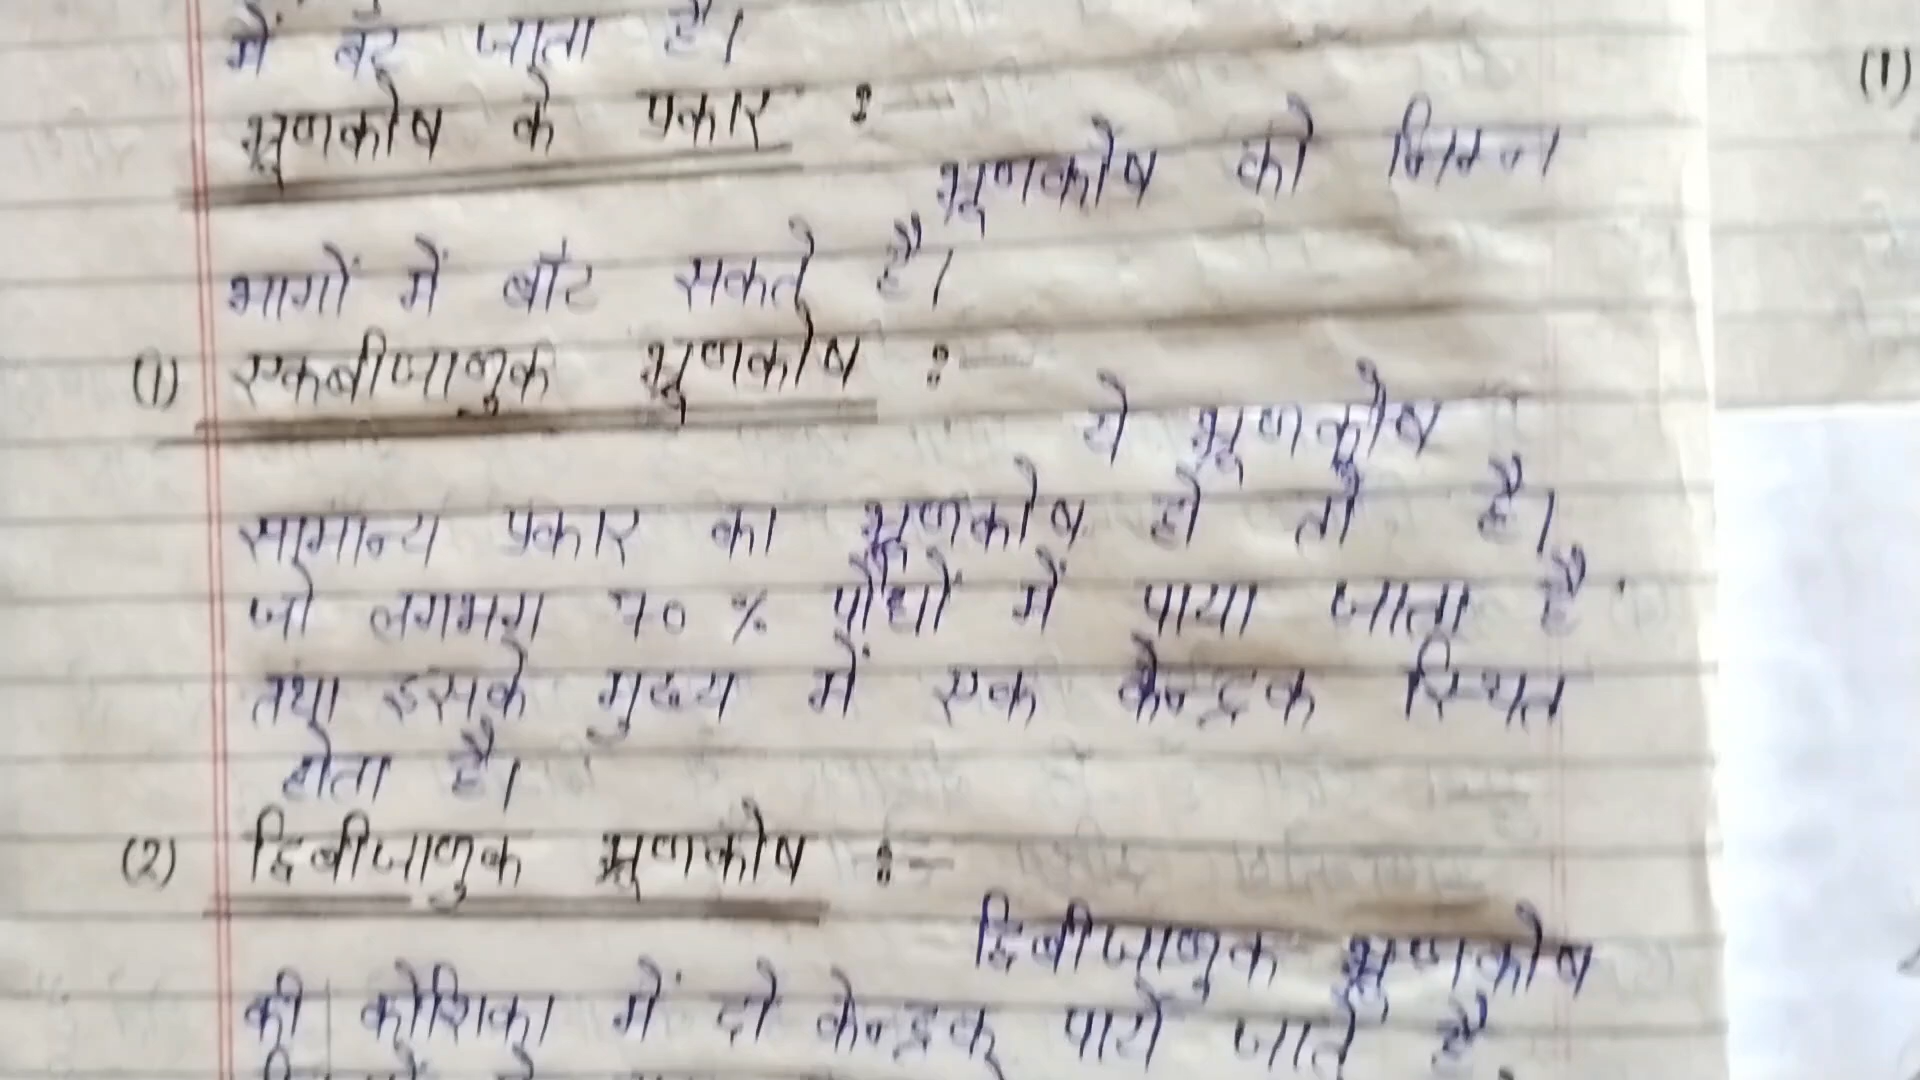 में बँट जाता है।
भ्रूणकोष के प्रकार :-
भ्रूणकोष को निम्न
भागों में बाँट सकते हैं।
(1) एकबीजाणुक भ्रूणकोष :-
ये भ्रूणकोष
सामान्य प्रकार का भ्रूणकोष हो तो है।
जो लगभग 70 % पौधों में पाया जाता है
तथा इसके मुख्य में एक केन्द्रक स्थित
होता है।
(2) द्विबीजाणुक भ्रूणकोष :-
द्विबीजाणुक भ्रूणकोष
की कोशिका में दो केन्द्रक पाये जाते है
(1)